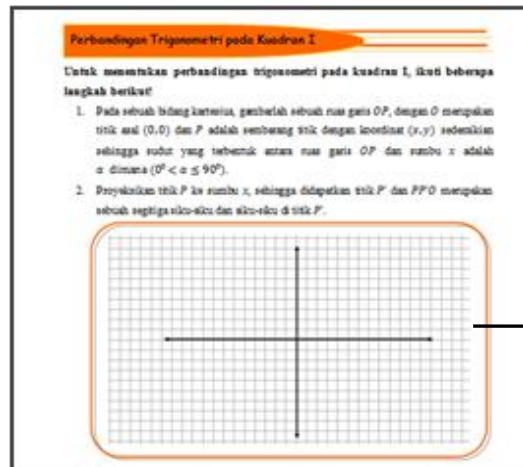 Perbandingan Trigonometri pada Kuadran I
Untuk menentukan perbandingan trigonometri pada kuadran I, ikuti beberapa
langkah berikut!
1. Pada sebuah bidang kartesius, gambarlah sebuah ruas garis OP, dengan O merupakan
titik asal (0,0) dan P adalah sembarang titik dengan koordinat (x,y) sedemikian
sehingga sudut yang terbentuk antara ruas garis OP dan sumbu x adalah
α dimana (0⁰ < α ≤ 90⁰).
2. Proyeksikan titik P ke sumbu x, sehingga didapatkan titik P' dan PP'O merupakan
sebuah segitiga siku-siku dan siku-siku di titik P'.